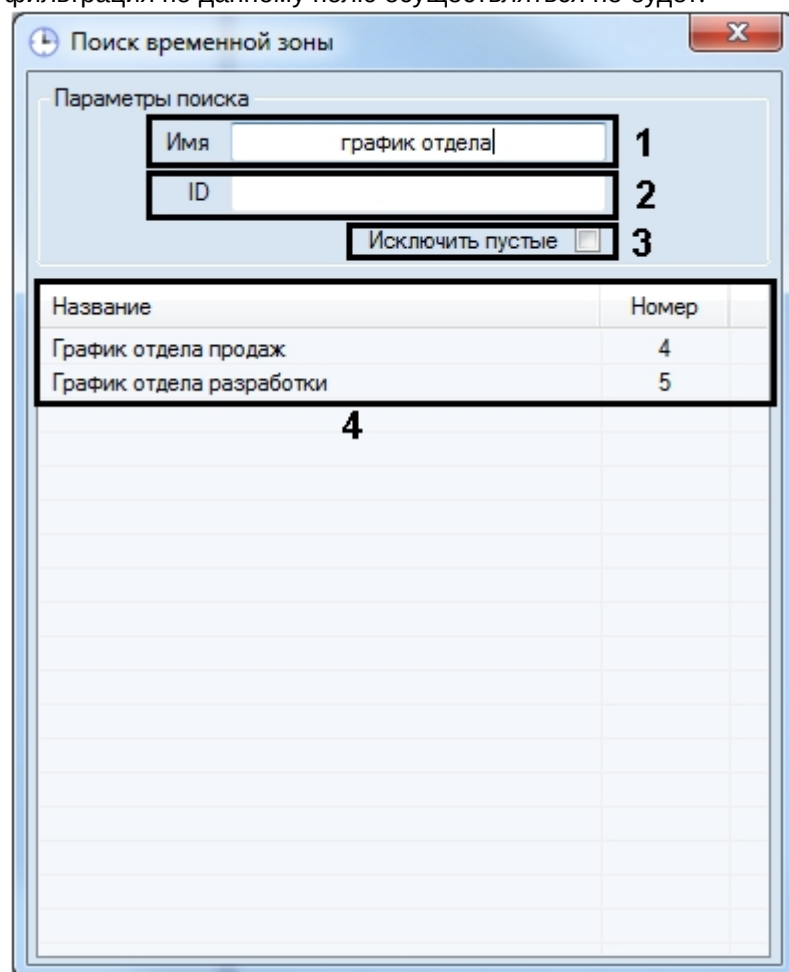 фильтрация по данному полю осуществляться не будет.
Поиск временной зоны
Параметры поиска
Имя график отдела 1
ID 2
Исключить пустые 3
Название Номер
График отдела продаж 4
График отдела разработки 5
4